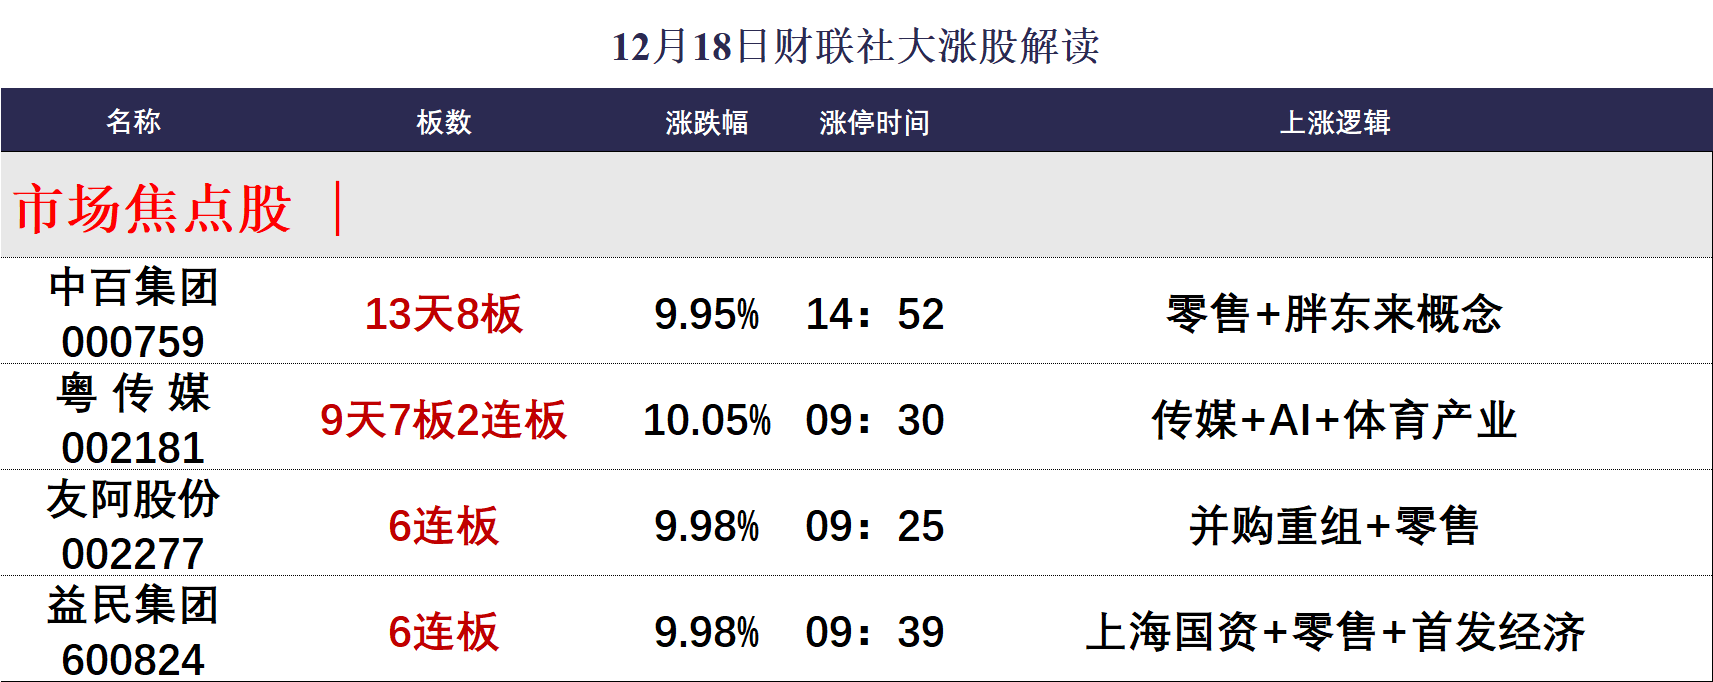 12月18日财联社大涨股解读
名称 板数 涨跌幅 涨停时间 上涨逻辑
市场焦点股 ｜
中百集团
000759 13天8板 9.95% 14：52 零售+胖东来概念
粤 传 媒
002181 9天7板2连板 10.05% 09：30 传媒+AI+体育产业
友阿股份
002277 6连板 9.98% 09：25 并购重组+零售
益民集团
600824 6连板 9.98% 09：39 上海国资+零售+首发经济